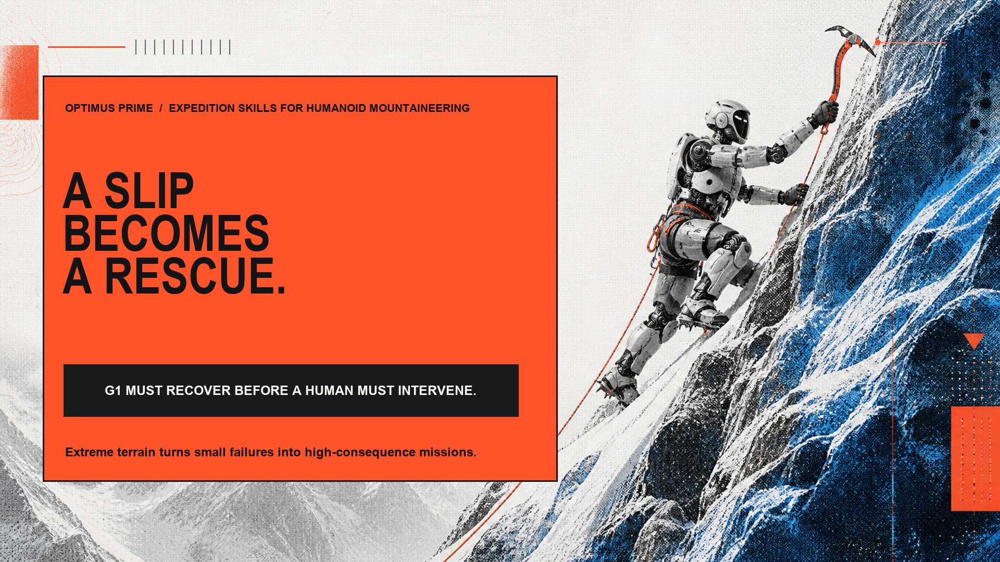 OPTIMUS PRIME / EXPEDITION SKILLS FOR HUMANOID MOUNTAINEERING
A SLIP
BECOMES
A RESCUE.
G1 MUST RECOVER BEFORE A HUMAN MUST INTERVENE.
Extreme terrain turns small failures into high-consequence missions.